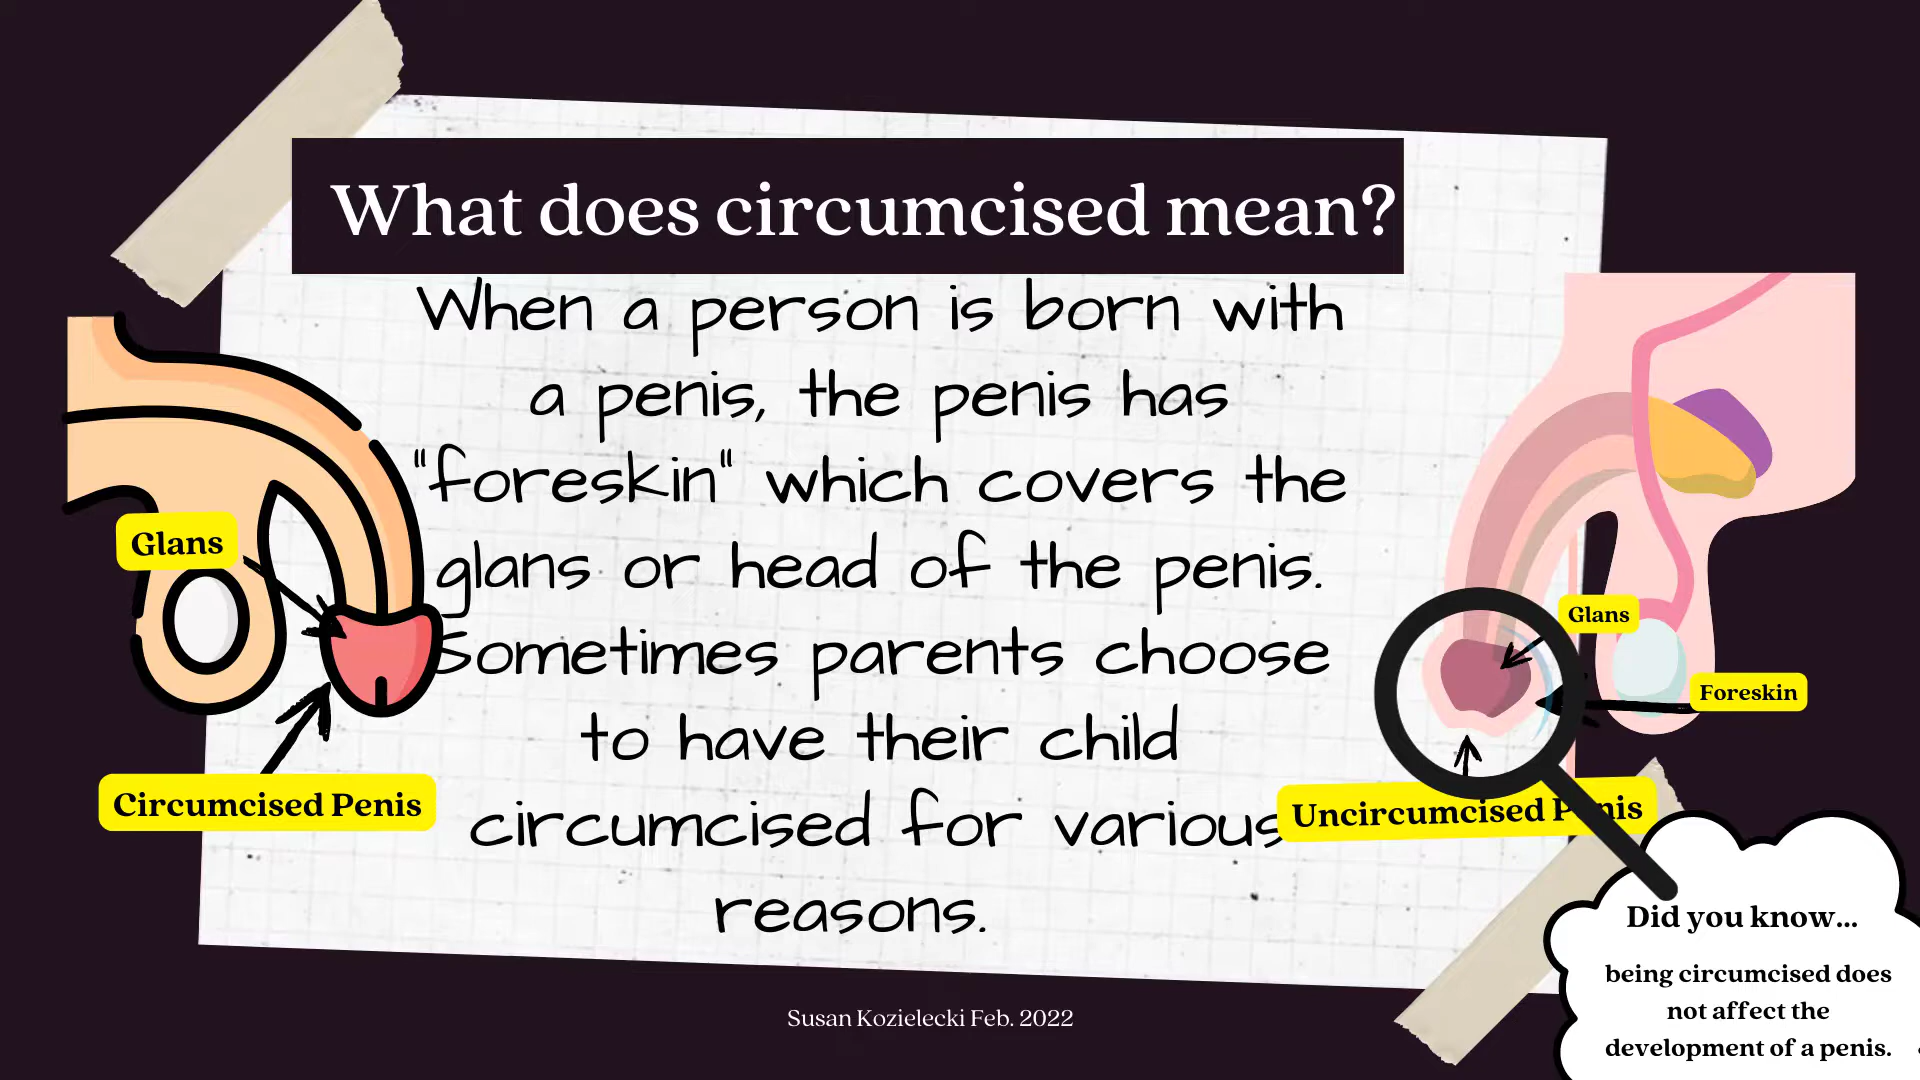 What does circumcised mean?
When a person is born with
a penis, the penis has
"foreskin" which covers the
glans or head of the penis.
Sometimes parents choose
to have their child
circumcised for various
reasons.
Glans
Circumcised Penis
Glans
Foreskin
Uncircumcised Penis
Did you know...
being circumcised does
not affect the
development of a penis.
Susan Kozielecki Feb. 2022